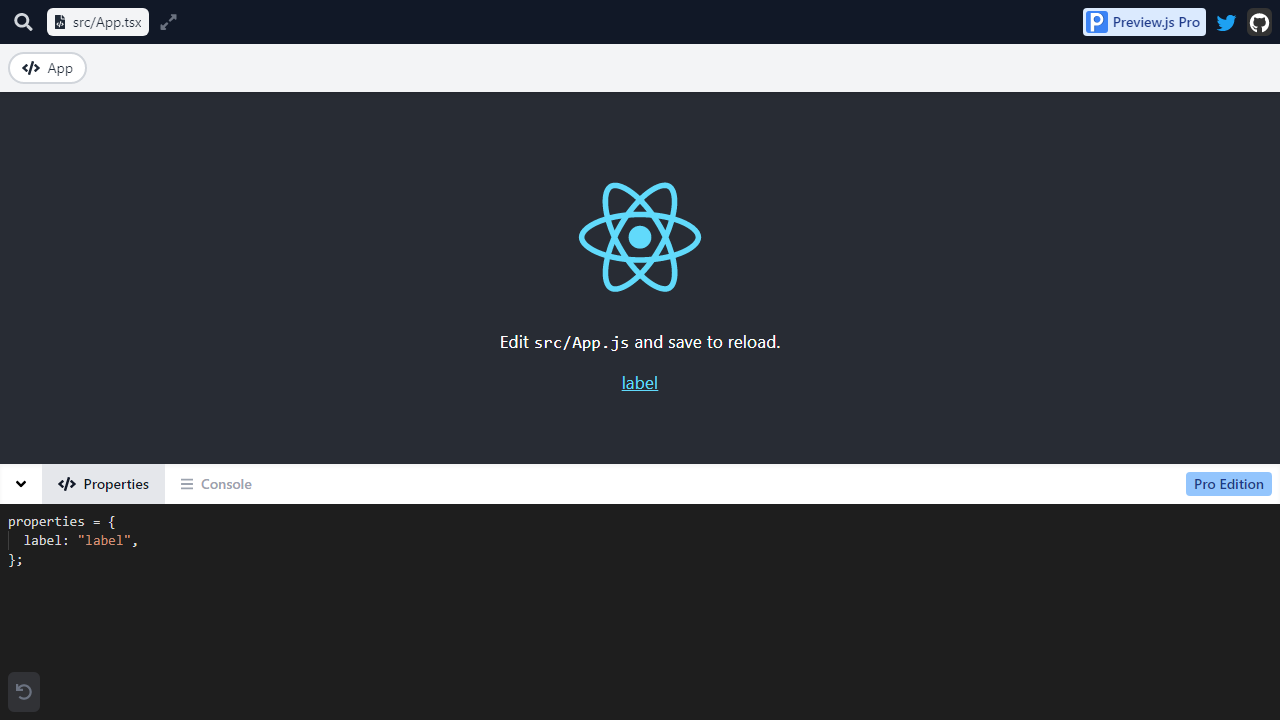 src/App.tsx
Preview.js Pro
App
Edit src/App.js and save to reload.
label
Properties
Console
Pro Edition
properties = {
  label: "label",
};